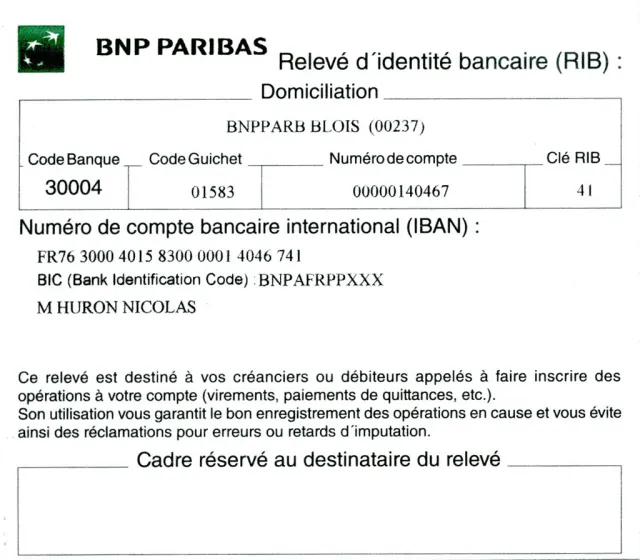 BNP PARIBAS
Relevé d´identité bancaire (RIB) :
Domiciliation
BNPPARB BLOIS (00237)
Code Banque Code Guichet Numéro de compte Clé RIB
30004 01583 00000140467 41
Numéro de compte bancaire international (IBAN) :
FR76 3000 4015 8300 0001 4046 741
BIC (Bank Identification Code) : BNPAFRPPXXX
M HURON NICOLAS
Ce relevé est destiné à vos créanciers ou débiteurs appelés à faire inscrire des
opérations à votre compte (virements, paiements de quittances, etc.).
Son utilisation vous garantit le bon enregistrement des opérations en cause et vous évite
ainsi des réclamations pour erreurs ou retards d´imputation.
Cadre réservé au destinataire du relevé